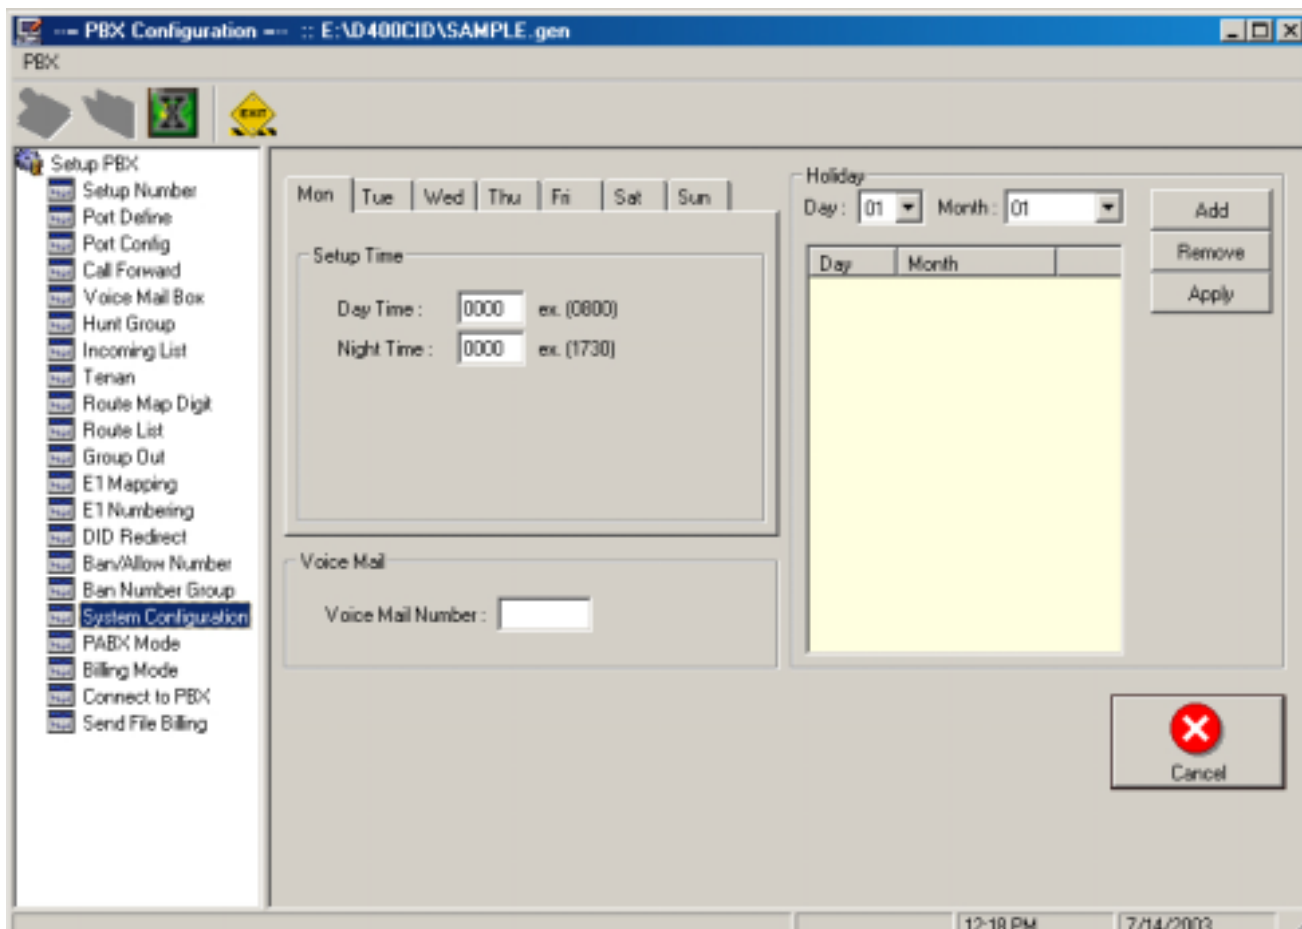 --= PBX Configuration =-- :: E:\D400CID\SAMPLE.gen
PBX
EXIT
Setup PBX
Setup Number
Port Define
Port Config
Call Forward
Voice Mail Box
Hunt Group
Incoming List
Tenan
Route Map Digit
Route List
Group Out
E1 Mapping
E1 Numbering
DID Redirect
Ban/Allow Number
Ban Number Group
System Configuration
PABX Mode
Billing Mode
Connect to PBX
Send File Billing
Mon Tue Wed Thu Fri Sat Sun
Setup Time
Day Time : 0000 ex. (0800)
Night Time : 0000 ex. (1730)
Voice Mail
Voice Mail Number :
Holiday
Day : 01 Month : 01
Day Month
Add
Remove
Apply
Cancel
12:18 PM 7/14/2003